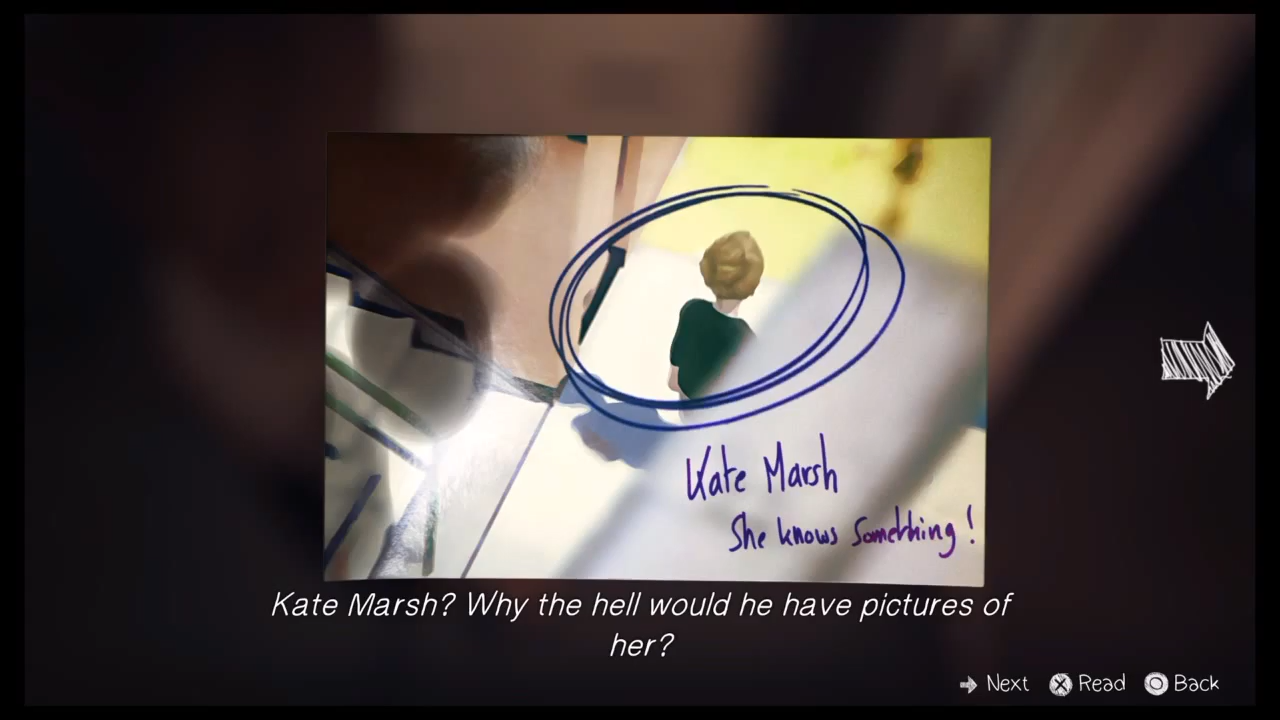 Kate Marsh
She knows something!
Kate Marsh? Why the hell would he have pictures of
her?
Next Read Back